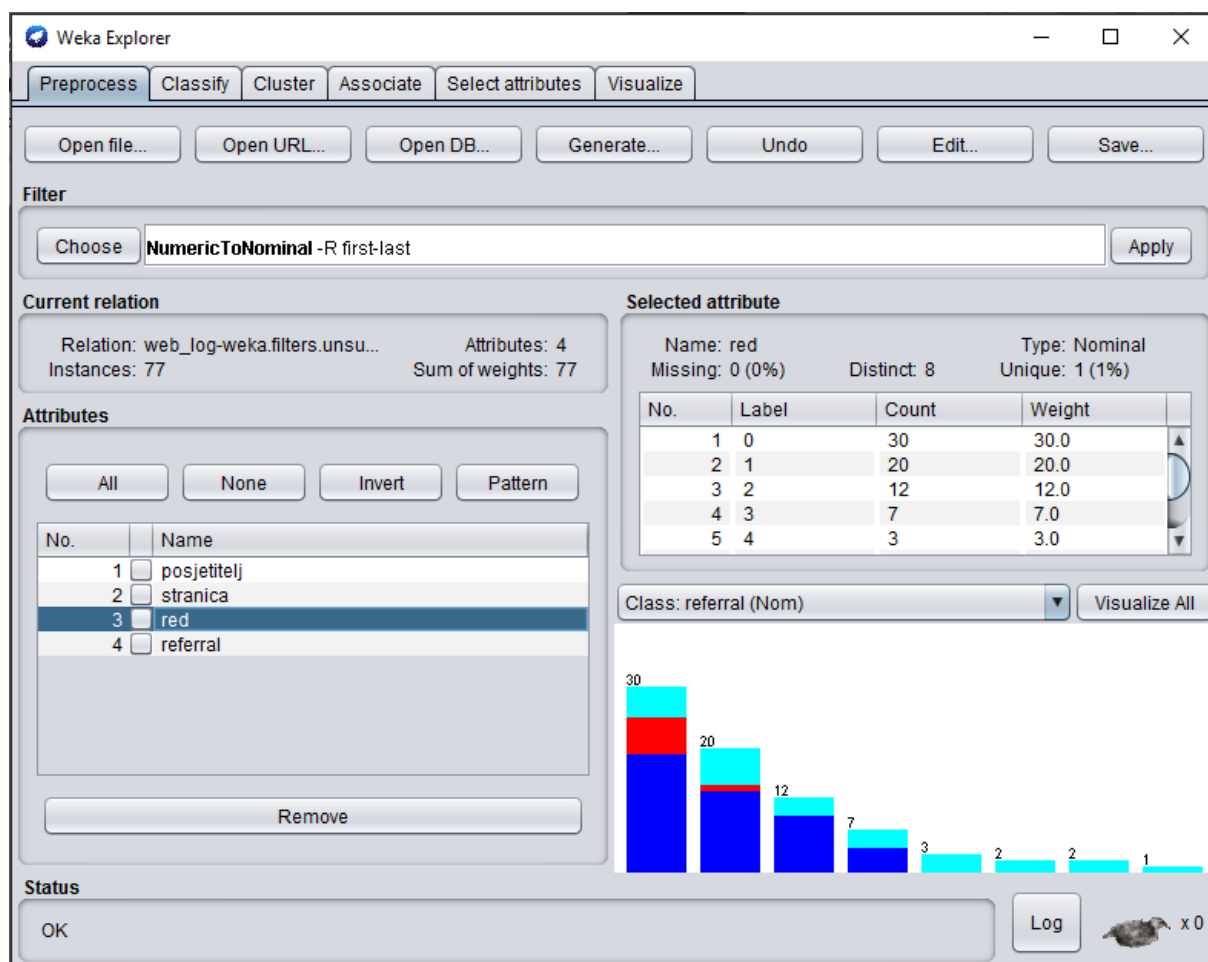 Weka Explorer
Preprocess Classify Cluster Associate Select attributes Visualize
Open file... Open URL... Open DB... Generate... Undo Edit... Save...
Filter
Choose NumericToNominal -R first-last Apply
Current relation
Relation: web_log-weka.filters.unsu... Attributes: 4
Instances: 77 Sum of weights: 77
Attributes
All None Invert Pattern
No. Name
1 posjetitelj
2 stranica
3 red
4 referral
Remove
Selected attribute
Name: red Type: Nominal
Missing: 0 (0%) Distinct: 8 Unique: 1 (1%)
No. Label Count Weight
1 0 30 30.0
2 1 20 20.0
3 2 12 12.0
4 3 7 7.0
5 4 3 3.0
Class: referral (Nom) Visualize All
30
20
12
7
3
2
2
1
Status
OK
Log x 0